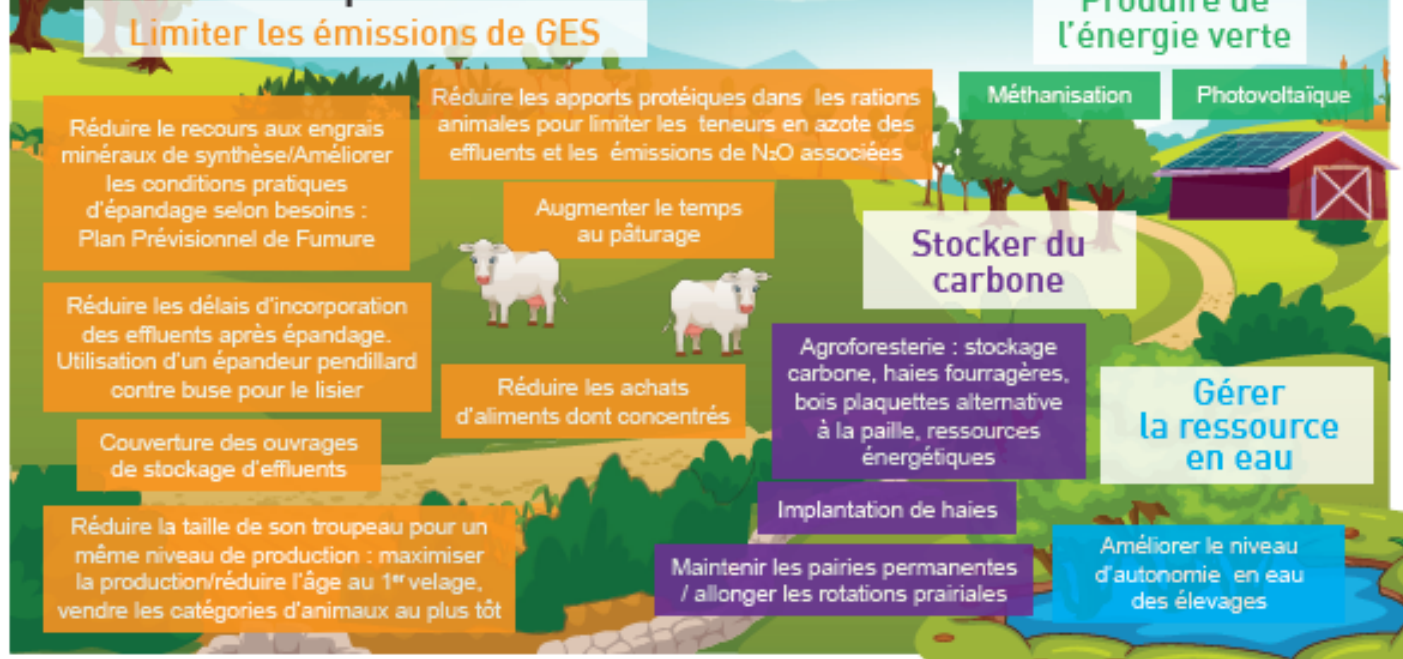 Limiter les émissions de GES
Réduire le recours aux engrais
minéraux de synthèse/Améliorer
les conditions pratiques
d'épandage selon besoins :
Plan Prévisionnel de Fumure
Réduire les apports protéiques dans les rations
animales pour limiter les teneurs en azote des
effluents et les émissions de N₂O associées
Augmenter le temps
au pâturage
Réduire les délais d'incorporation
des effluents après épandage.
Utilisation d'un épandeur pendillard
contre buse pour le lisier
Réduire les achats
d'aliments dont concentrés
Couverture des ouvrages
de stockage d'effluents
Réduire la taille de son troupeau pour un
même niveau de production : maximiser
la production/réduire l'âge au 1er velage,
vendre les catégories d'animaux au plus tôt
Produire de
l'énergie verte
Méthanisation
Photovoltaïque
Stocker du
carbone
Agroforesterie : stockage
carbone, haies fourragères,
bois plaquettes alternative
à la paille, ressources
énergétiques
Implantation de haies
Maintenir les pairies permanentes
/ allonger les rotations prairiales
Gérer
la ressource
en eau
Améliorer le niveau
d'autonomie en eau
des élevages